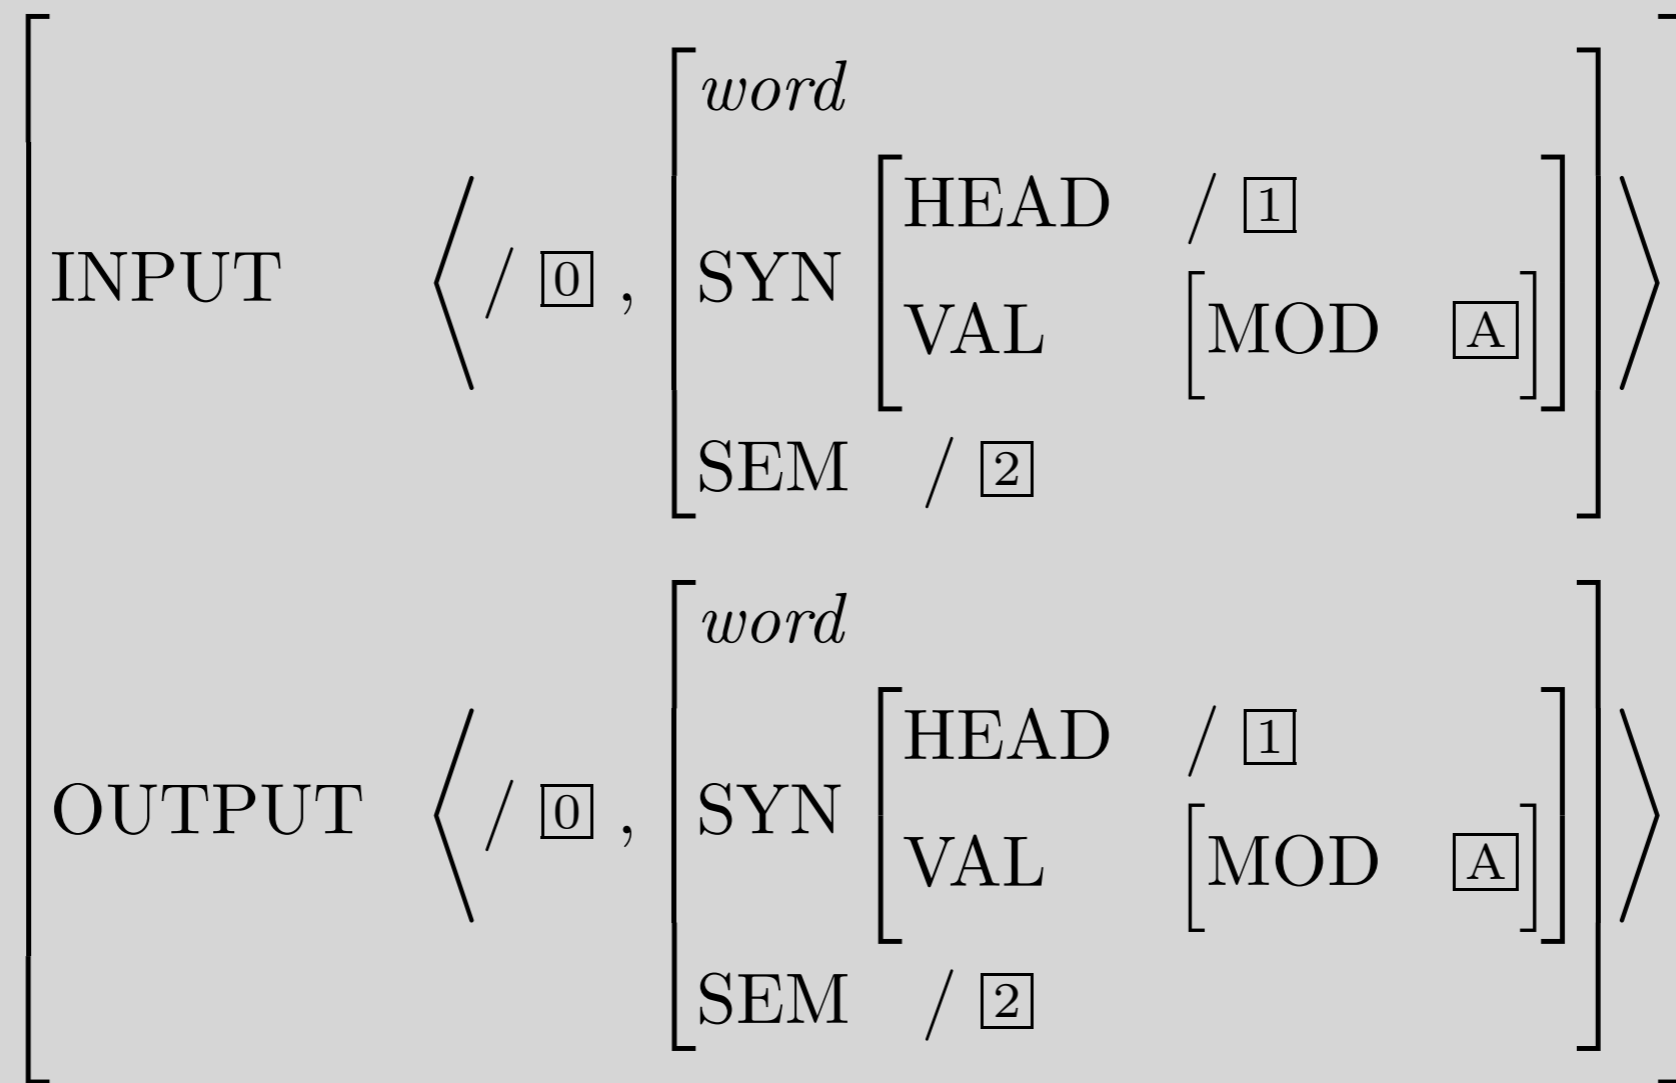 word
HEAD / 1
INPUT ⟨ / 0 , SYN
VAL [MOD A] ⟩
SEM / 2
word
HEAD / 1
OUTPUT ⟨ / 0 , SYN
VAL [MOD A] ⟩
SEM / 2